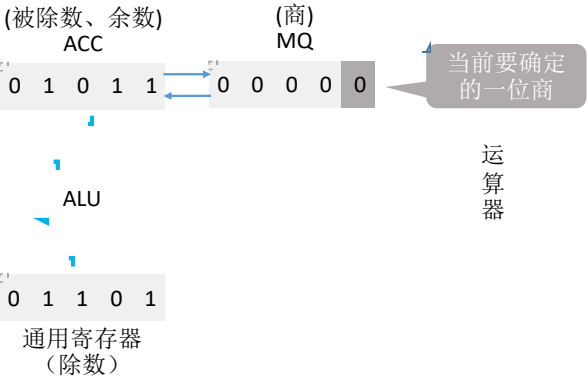 (被除数、余数)
ACC
(商)
MQ
0 1 0 1 1
0 0 0 0 0
当前要确定
的一位商
运
算
器
ALU
0 1 1 0 1
通用寄存器
（除数）